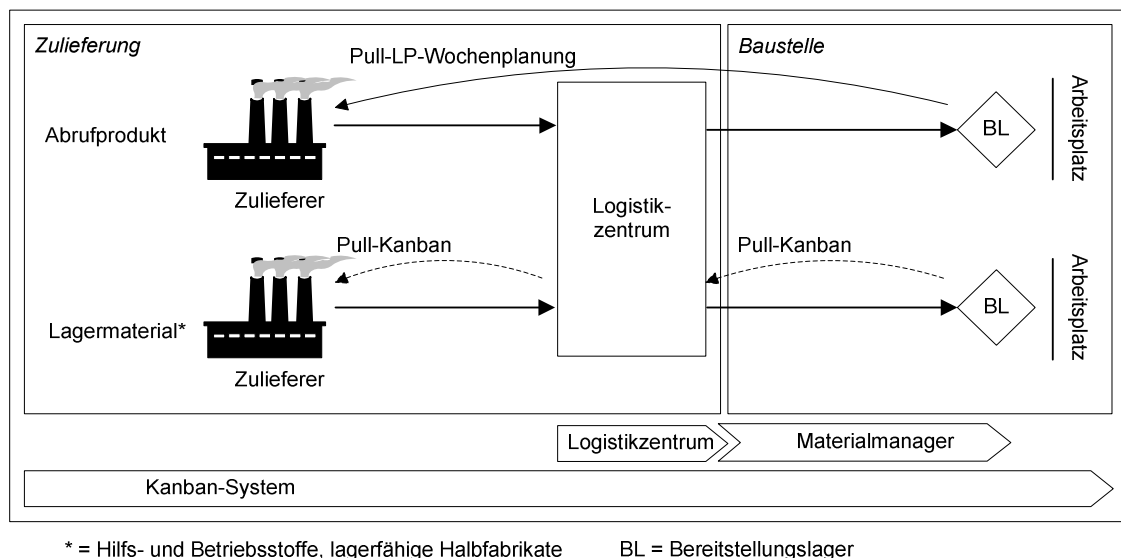 Zulieferung
Baustelle
Pull-LP-Wochenplanung
Abrufprodukt
BL
Arbeitsplatz
Zulieferer
Logistik-
zentrum
Pull-Kanban
Pull-Kanban
Lagermaterial*
BL
Arbeitsplatz
Zulieferer
Logistikzentrum
Materialmanager
Kanban-System
* = Hilfs- und Betriebsstoffe, lagerfähige Halbfabrikate
BL = Bereitstellungslager